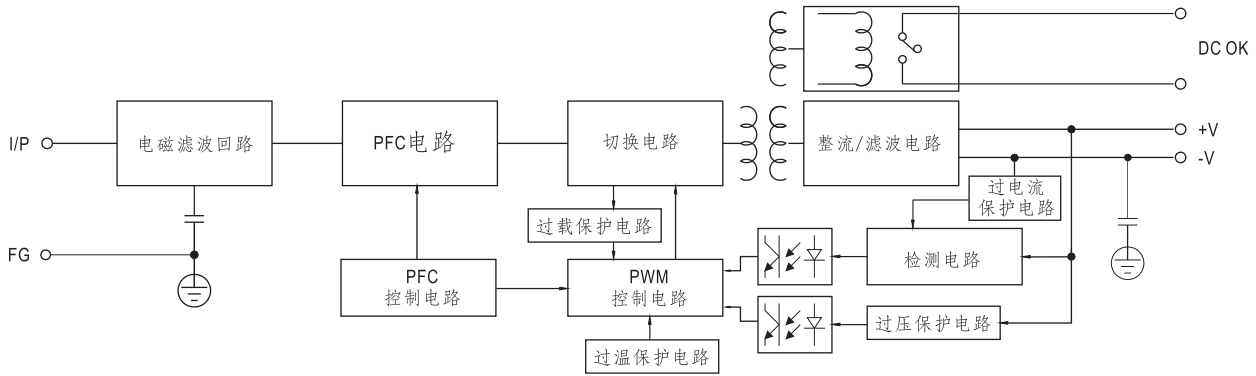 DC OK
I/P
电磁滤波回路
PFC电路
切换电路
整流/滤波电路
+V
-V
过电流
保护电路
过载保护电路
FG
PFC
控制电路
PWM
控制电路
检测电路
过压保护电路
过温保护电路